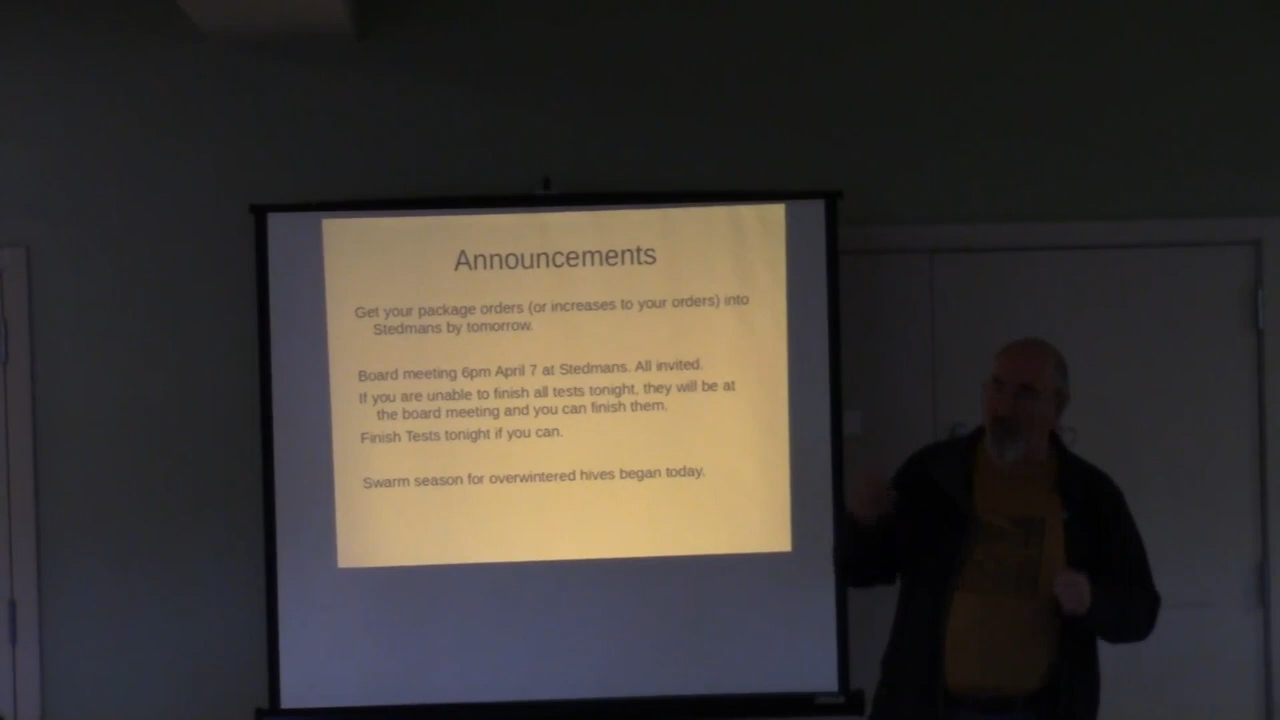 Announcements
Get your package orders (or increases to your orders) into
Stedmans by tomorrow.
Board meeting 6pm April 7 at Stedmans. All invited.
If you are unable to finish all tests tonight, they will be at
the board meeting and you can finish them.
Finish Tests tonight if you can.
Swarm season for overwintered hives began today.